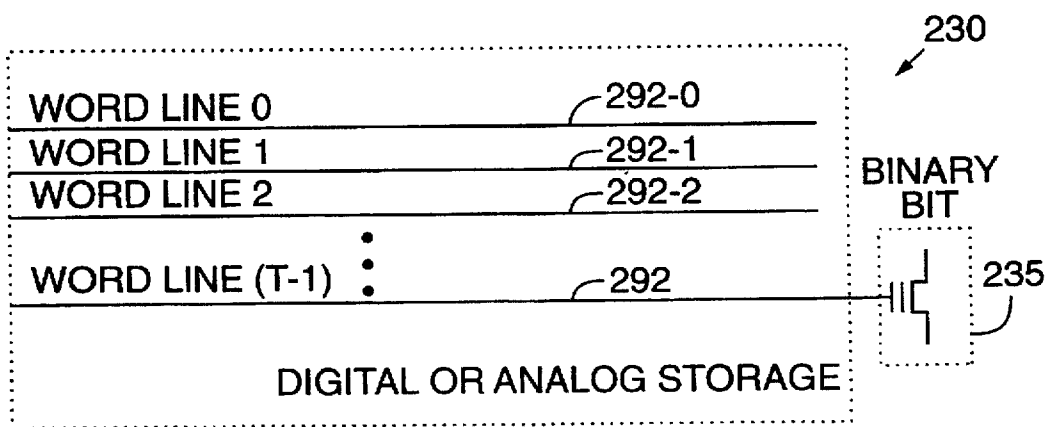 230
WORD LINE 0
292-0
WORD LINE 1
292-1
WORD LINE 2
292-2
BINARY
BIT
WORD LINE (T-1)
292
235
DIGITAL OR ANALOG STORAGE